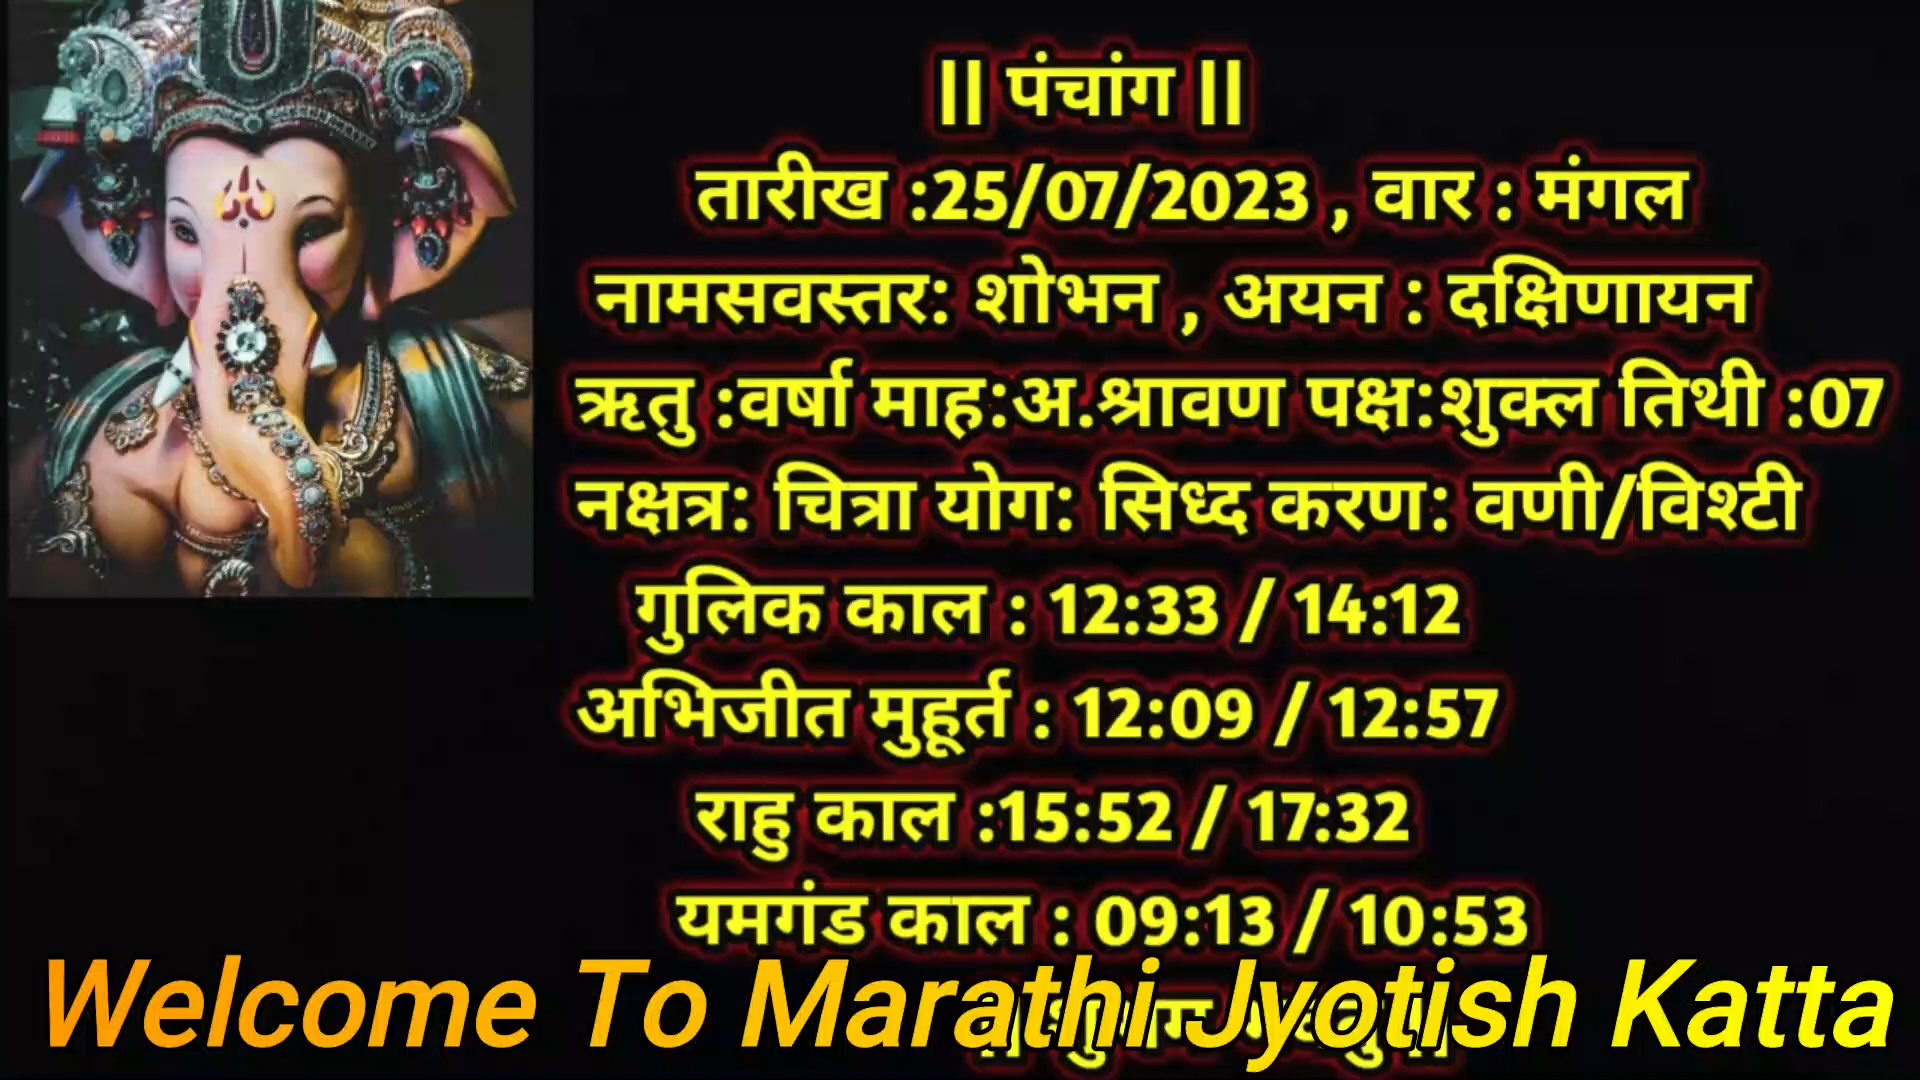 || पंचांग ||
तारीख :25/07/2023 , वार : मंगल
नामसवस्तर: शोभन , अयन : दक्षिणायन
ऋतु :वर्षा माह:अ.श्रावण पक्ष:शुक्ल तिथी :07
नक्षत्र: चित्रा योग: सिध्द करण: वणी/विश्टी
गुलिक काल : 12:33 / 14:12
अभिजीत मुहूर्त : 12:09 / 12:57
राहु काल :15:52 / 17:32
यमगंड काल : 09:13 / 10:53
Welcome To Marathi Jyotish Katta